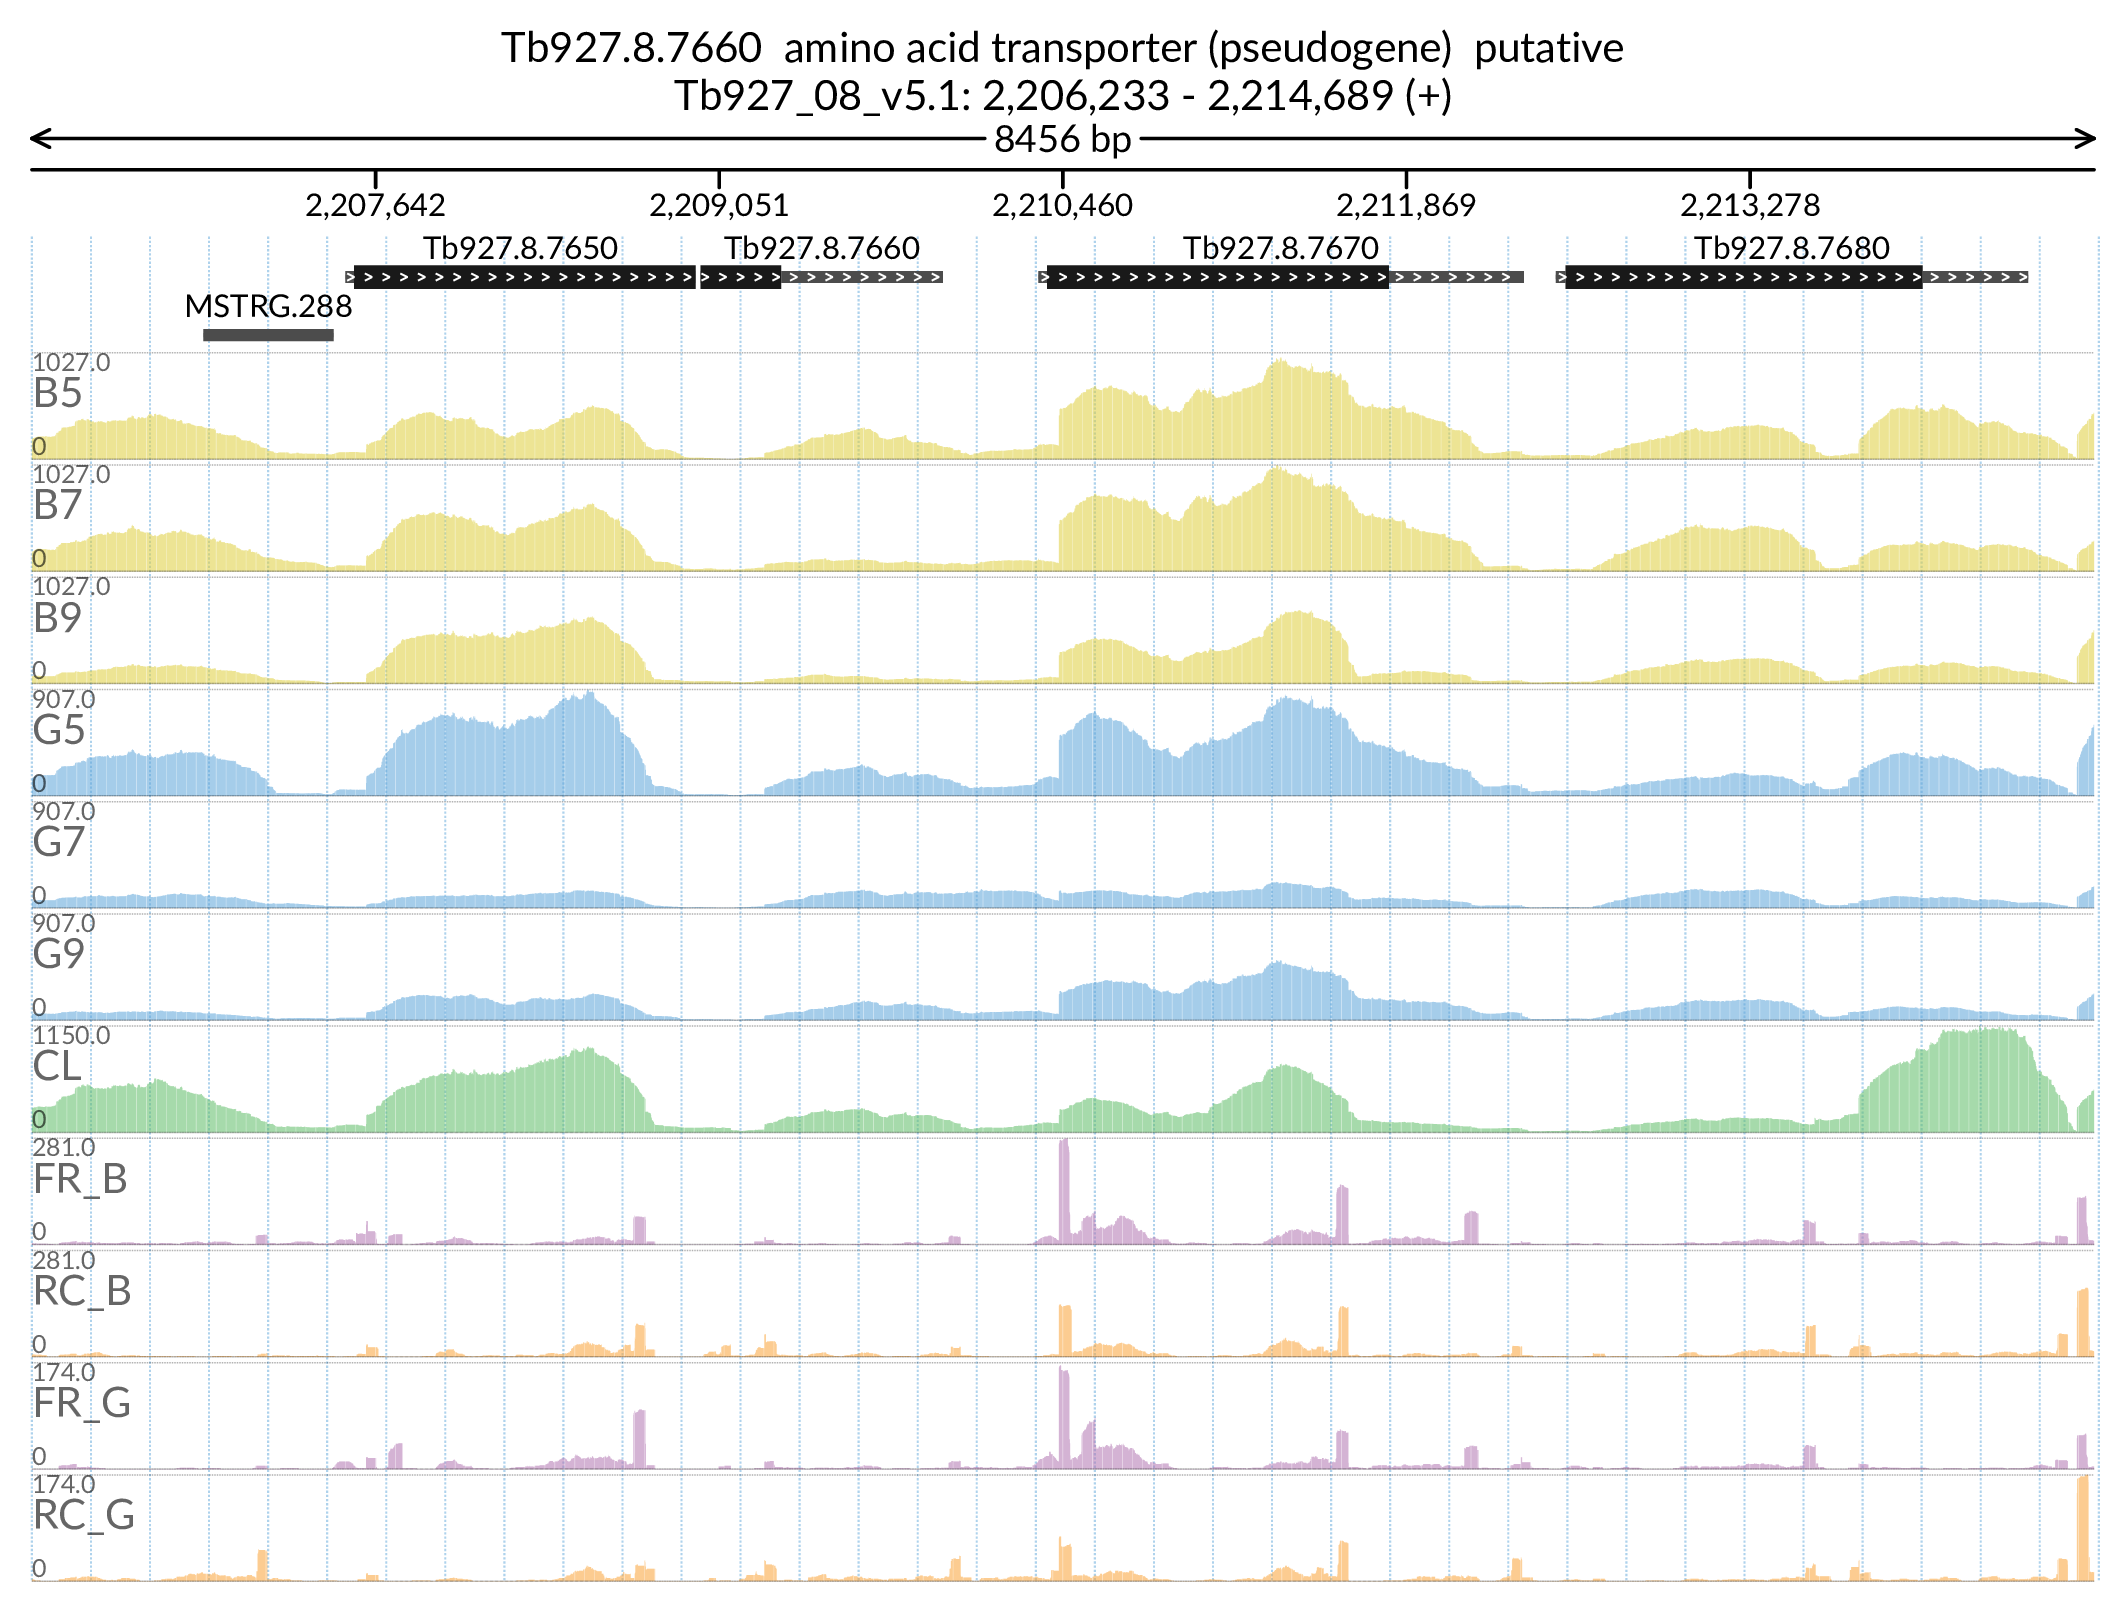 Tb927.8.7660 amino acid transporter (pseudogene) putative
Tb927_08_v5.1: 2,206,233 - 2,214,689 (+)
8456 bp
2,207,642 2,209,051 2,210,460 2,211,869 2,213,278
Tb927.8.7650 Tb927.8.7660 Tb927.8.7670 Tb927.8.7680
MSTRG.288
1027.0
B5
0
1027.0
B7
0
1027.0
B9
0
907.0
G5
0
907.0
G7
0
907.0
G9
0
1150.0
CL
0
281.0
FR_B
0
281.0
RC_B
0
174.0
FR_G
0
174.0
RC_G
0